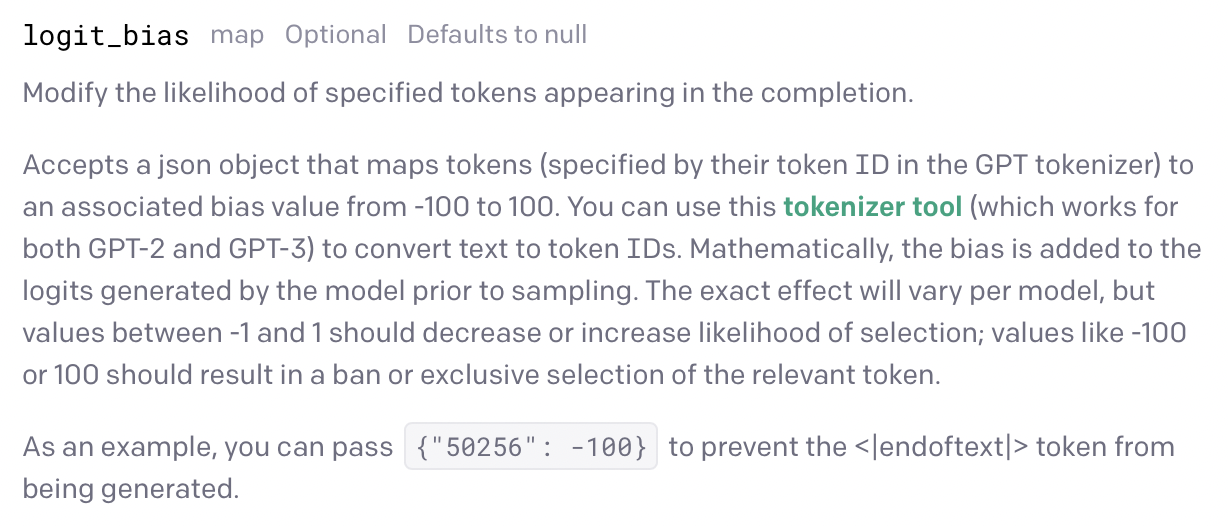 logit_bias map Optional Defaults to null
Modify the likelihood of specified tokens appearing in the completion.
Accepts a json object that maps tokens (specified by their token ID in the GPT tokenizer) to
an associated bias value from -100 to 100. You can use this tokenizer tool (which works for
both GPT-2 and GPT-3) to convert text to token IDs. Mathematically, the bias is added to the
logits generated by the model prior to sampling. The exact effect will vary per model, but
values between -1 and 1 should decrease or increase likelihood of selection; values like -100
or 100 should result in a ban or exclusive selection of the relevant token.
As an example, you can pass {"50256": -100} to prevent the <|endoftext|> token from
being generated.